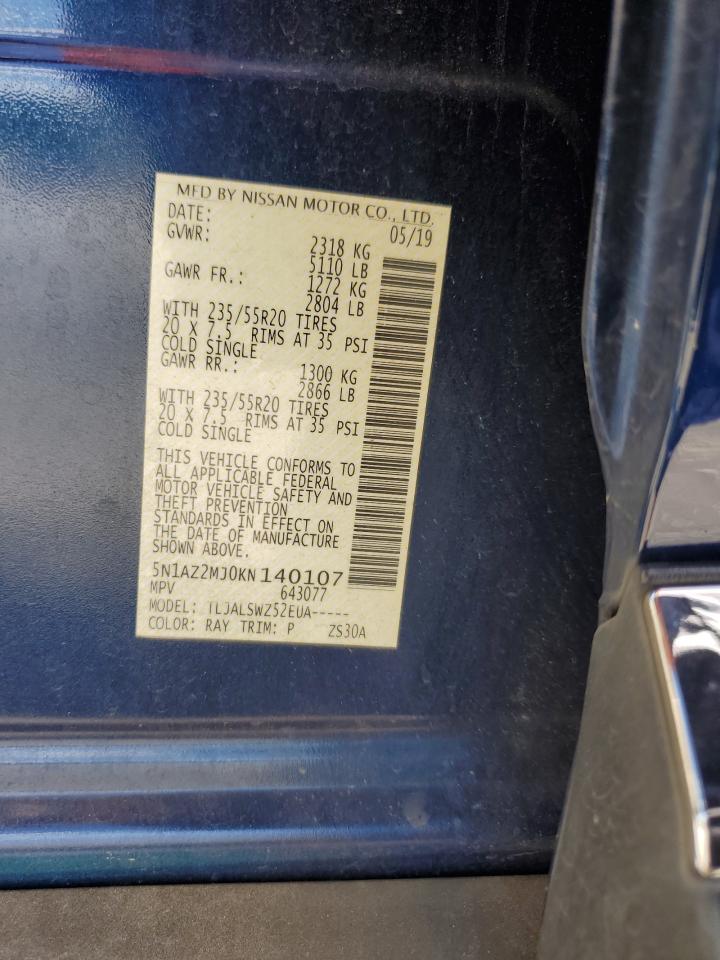 MFD BY NISSAN MOTOR CO., LTD.
DATE: 05/19
GVWR: 2318 KG
5110 LB
GAWR FR.: 1272 KG
2804 LB
WITH 235/55R20 TIRES
20 X 7.5 RIMS AT 35 PSI
COLD SINGLE
GAWR RR.: 1300 KG
2866 LB
WITH 235/55R20 TIRES
20 X 7.5 RIMS AT 35 PSI
COLD SINGLE
THIS VEHICLE CONFORMS TO
ALL APPLICABLE FEDERAL
MOTOR VEHICLE SAFETY AND
THEFT PREVENTION
STANDARDS IN EFFECT ON
THE DATE OF MANUFACTURE
SHOWN ABOVE.
5N1AZ2MJ0KN140107
MPV 643077
MODEL: TLJALSWZ52EUA-----
COLOR: RAY TRIM: P ZS30A